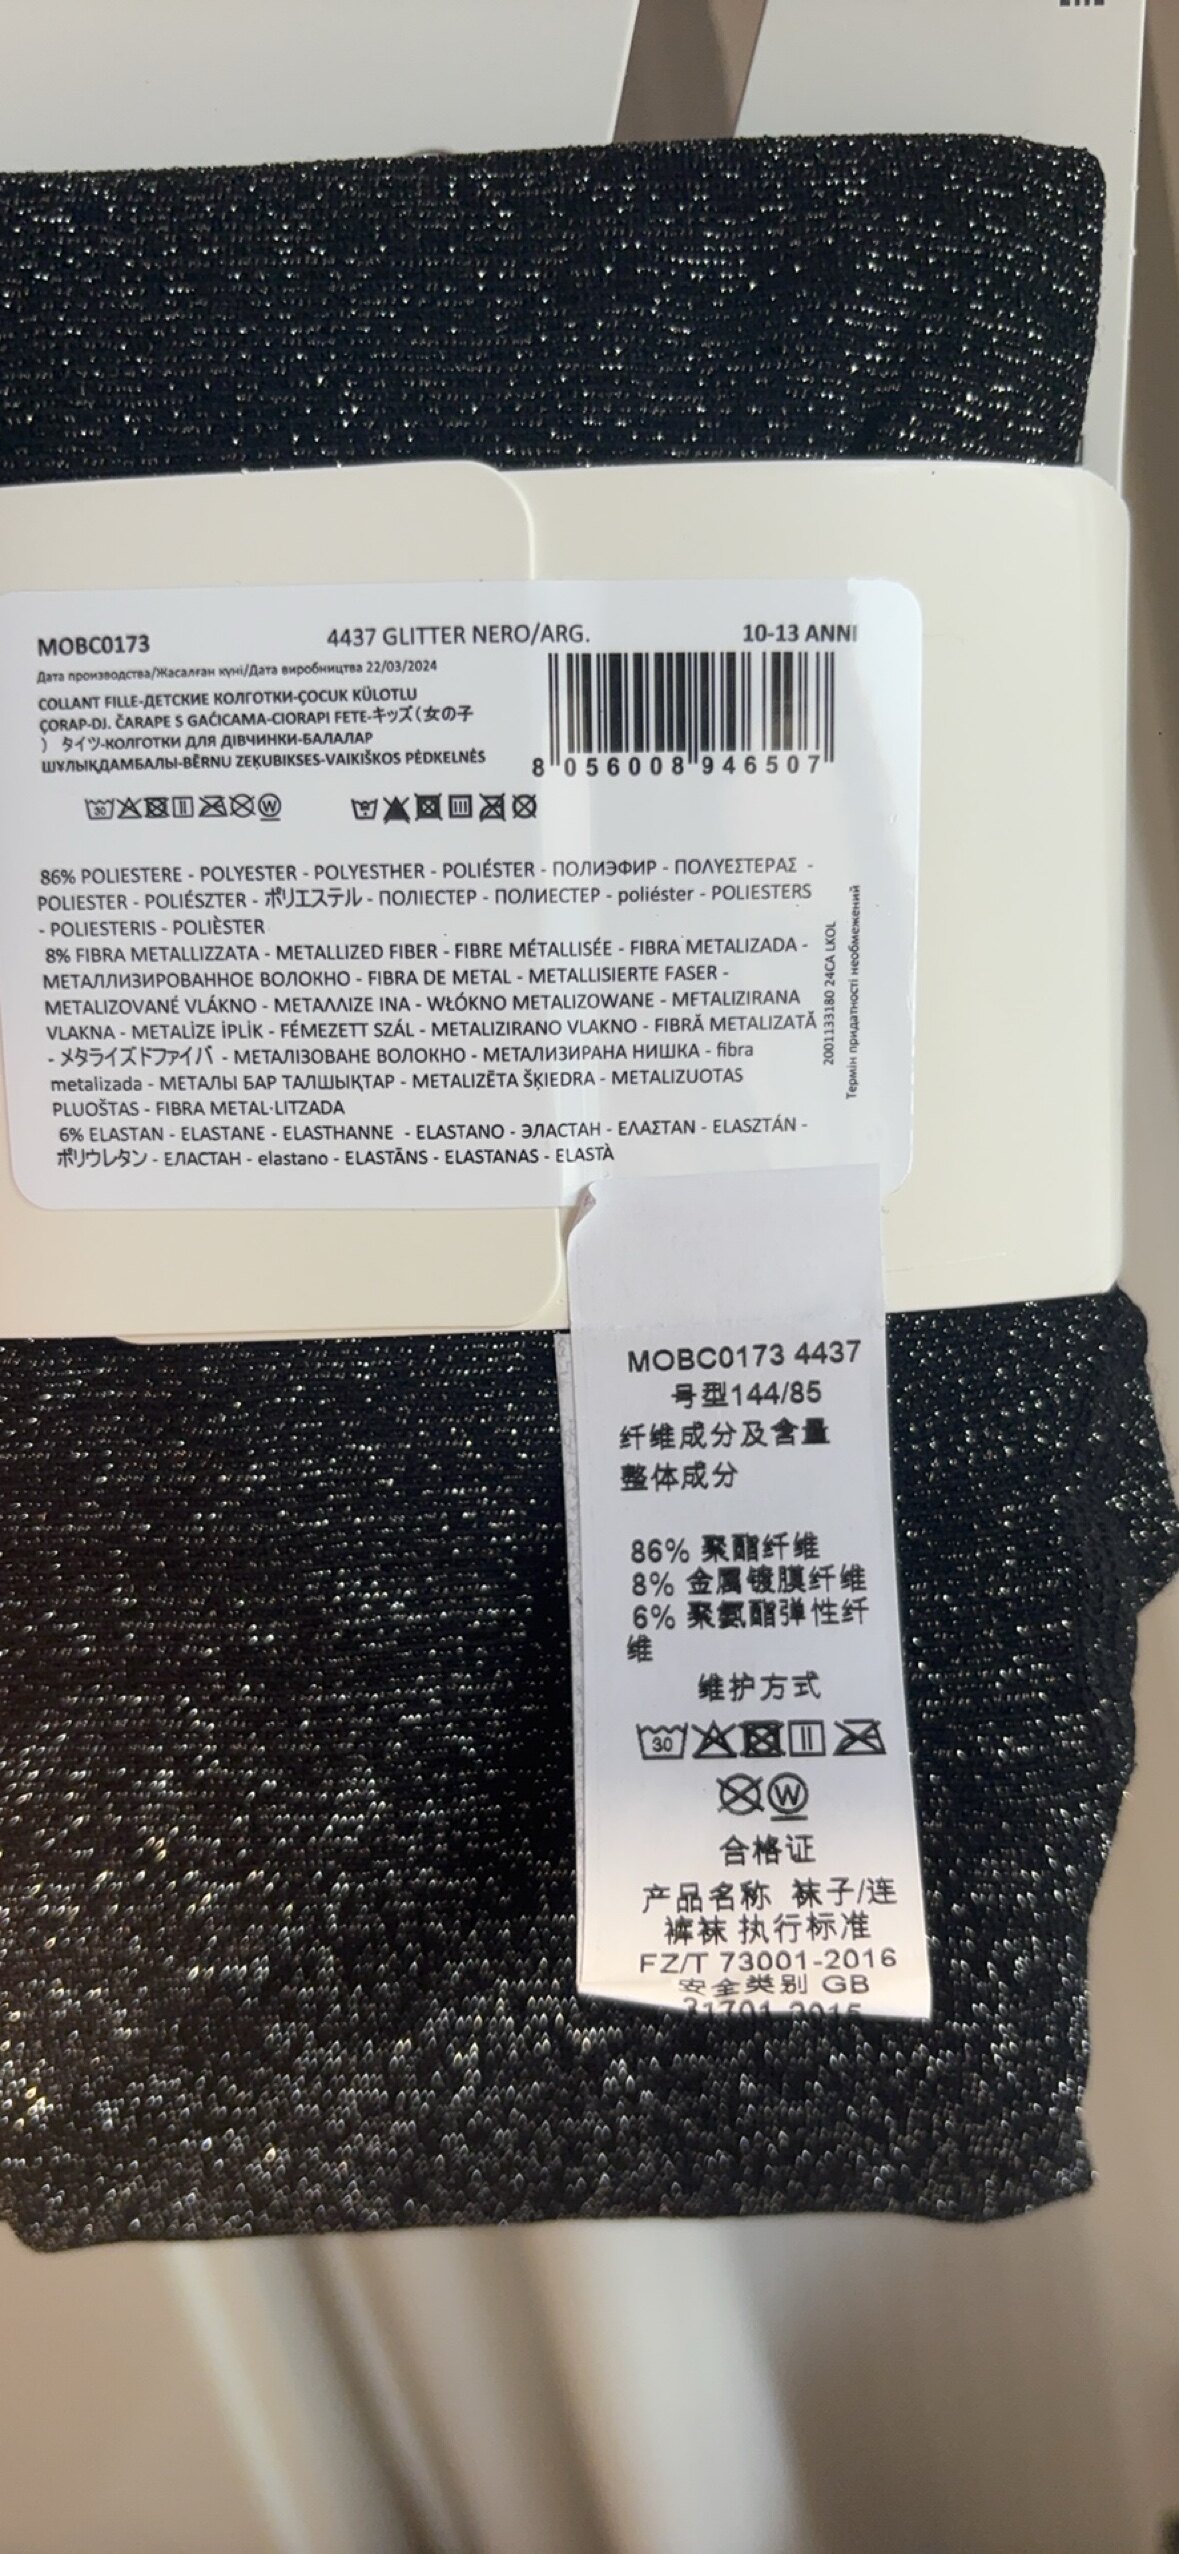 MOBC0173
4437 GLITTER NERO/ARG.
10-13 ANNI
Дата производства/Жасалған күні/Дата виробництва 22/03/2024
COLLANT FILLE-ДЕТСКИЕ КОЛГОТКИ-ÇOCUK KÜLOTLU
ÇORAP-DJ. ČARAPE S GAĆICAMA-CIORAPI FETE-キッズ(女の子
) タイツ-КОЛГОТКИ ДЛЯ ДІВЧИНКИ-БАЛАЛАР
ШҰЛЫҚДАМБАЛЫ-BĒRNU ZEĶUBIKSES-VAIKIŠKOS PĖDKELNĖS
8 056008 946507
30
W
86% POLIESTERE - POLYESTER - POLYESTHER - POLIÉSTER - ПОЛИЭФИР - ΠΟΛΥΕΣΤΕΡΑΣ -
POLIESTER - POLIÉSZTER - ポリエステル - ПОЛІЕСТЕР - ПОЛИЕСТЕР - poliéster - POLIESTERS
- POLIESTERIS - POLIÈSTER
8% FIBRA METALLIZZATA - METALLIZED FIBER - FIBRE MÉTALLISÉE - FIBRA METALIZADA -
МЕТАЛЛИЗИРОВАННОЕ ВОЛОКНО - FIBRA DE METAL - METALLISIERTE FASER -
METALIZOVANÉ VLÁKNO - ΜΕΤΑΛΛΙΖΕ ΙΝΑ - WŁÓKNO METALIZOWANE - METALIZIRANA
VLAKNA - METALİZE İPLİK - FÉMEZETT SZÁL - METALIZIRANO VLAKNO - FIBRĂ METALIZATĂ
- メタライズドファイバ - МЕТАЛІЗОВАНЕ ВОЛОКНО - МЕТАЛИЗИРАНА НИШКА - fibra
metalizada - МЕТАЛЫ БАР ТАЛШЫҚТАР - METALIZĒTA ŠĶIEDRA - METALIZUOTAS
PLUOŠTAS - FIBRA METAL·LITZADA
6% ELASTAN - ELASTANE - ELASTHANNE - ELASTANO - ЭЛАСТАН - ΕΛΑΣΤΑΝ - ELASZTÁN -
ポリウレタン - ЕЛАСТАН - elastano - ELASTĀNS - ELASTANAS - ELASTÀ
2001133180 24CA LKOL
Термін придатності необмежений
MOBC0173 4437
号型144/85
纤维成分及含量
整体成分
86% 聚酯纤维
8% 金属镀膜纤维
6% 聚氨酯弹性纤
维
维护方式
30
W
合格证
产品名称 袜子/连
裤袜 执行标准
FZ/T 73001-2016
安全类别 GB
31701-2015